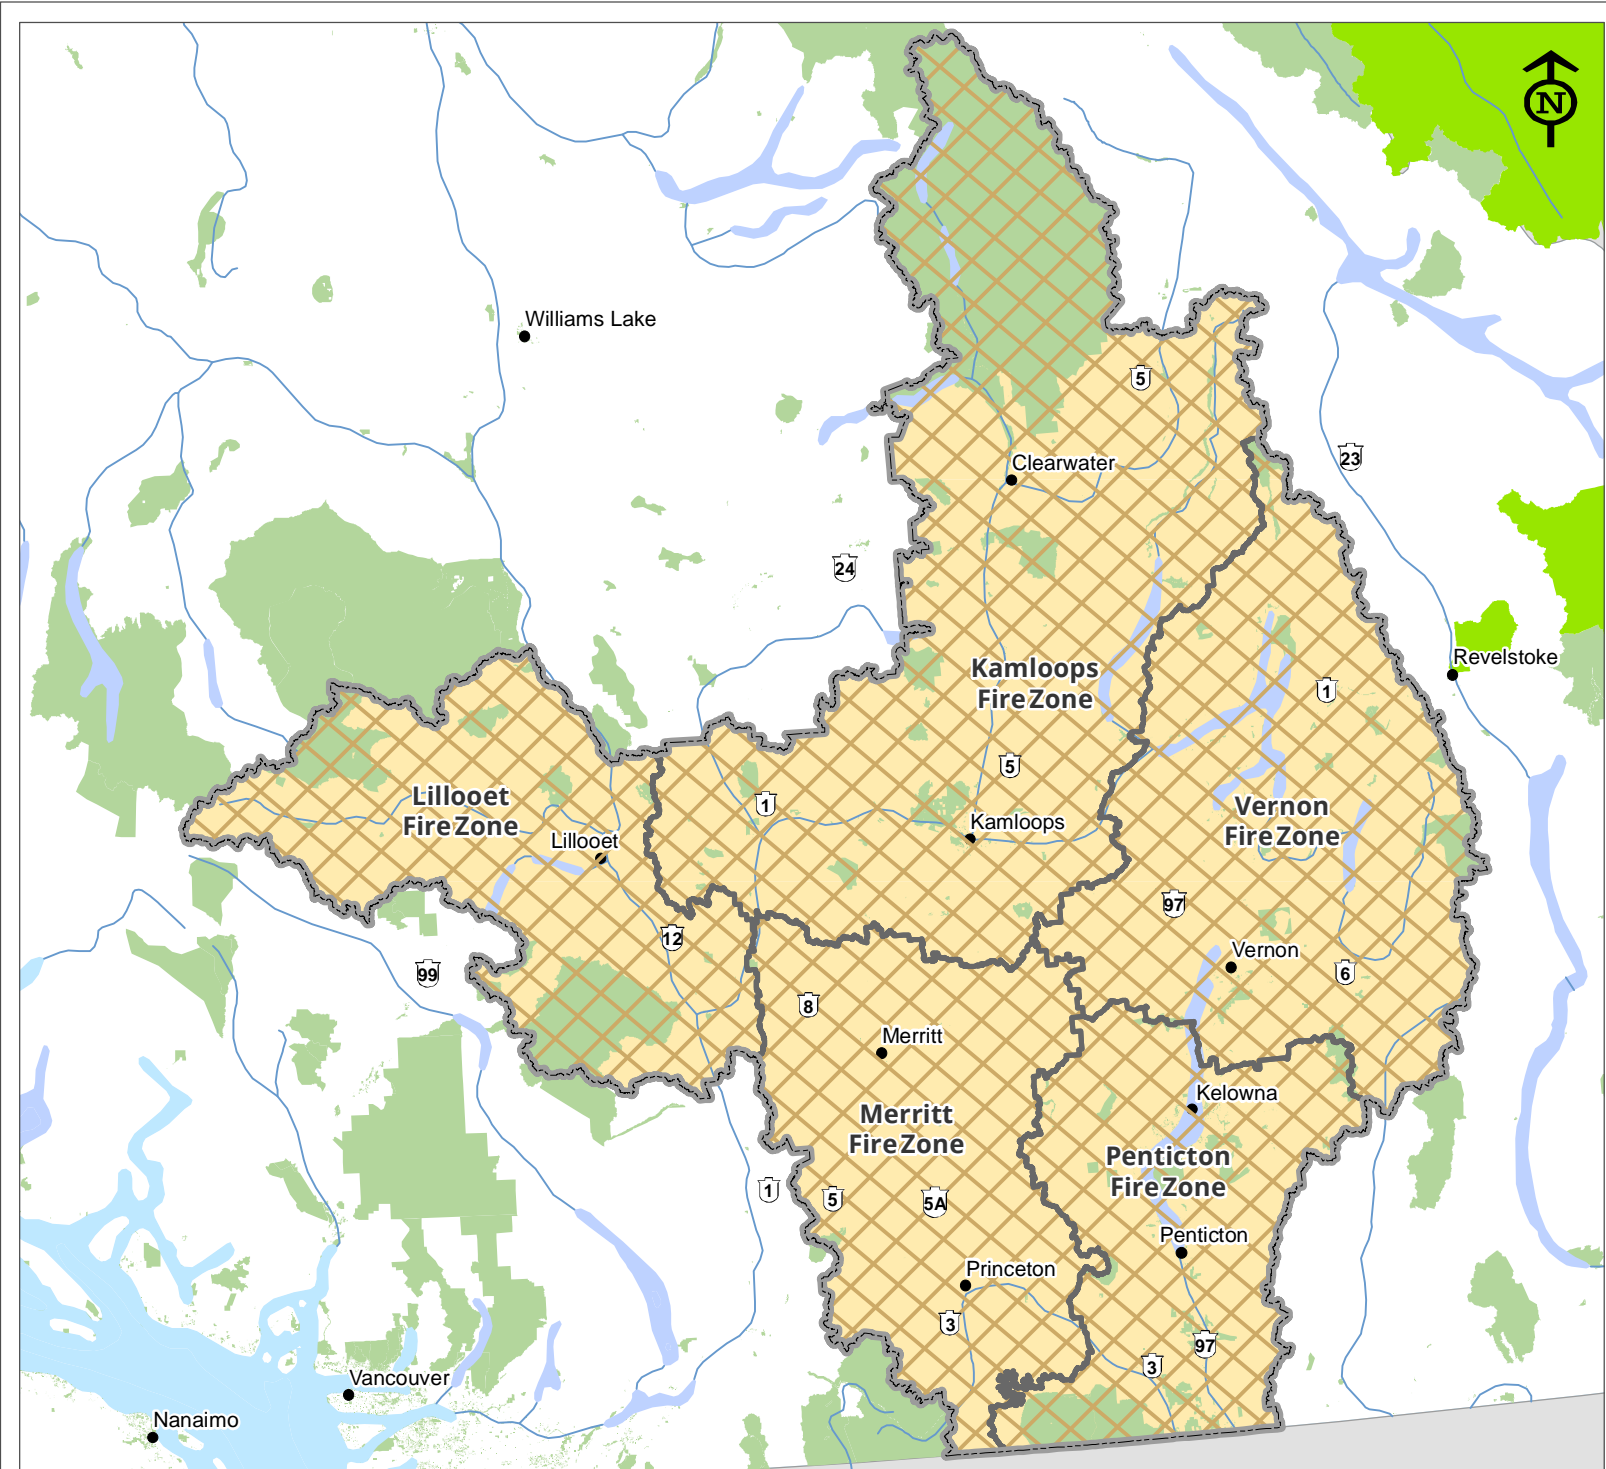 N
Williams Lake
5
Clearwater
23
24
Kamloops
Fire Zone
Revelstoke
1
5
Lillooet
Fire Zone
1
Vernon
Fire Zone
Kamloops
Lillooet
97
12
Vernon
99
6
8
Merritt
Kelowna
Merritt
Fire Zone
Penticton
Fire Zone
1
5
5A
Penticton
Princeton
3
97
3
Vancouver
Nanaimo